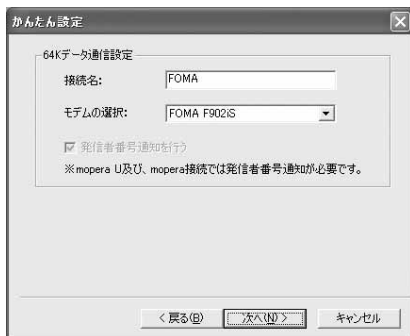 かんたん設定
64Kデータ通信設定
接続名: FOMA
モデムの選択: FOMA F902iS
発信者番号通知を行う
※mopera U及び、mopera接続では発信者番号通知が必要です。
< 戻る(B) 次へ(N) > キャンセル